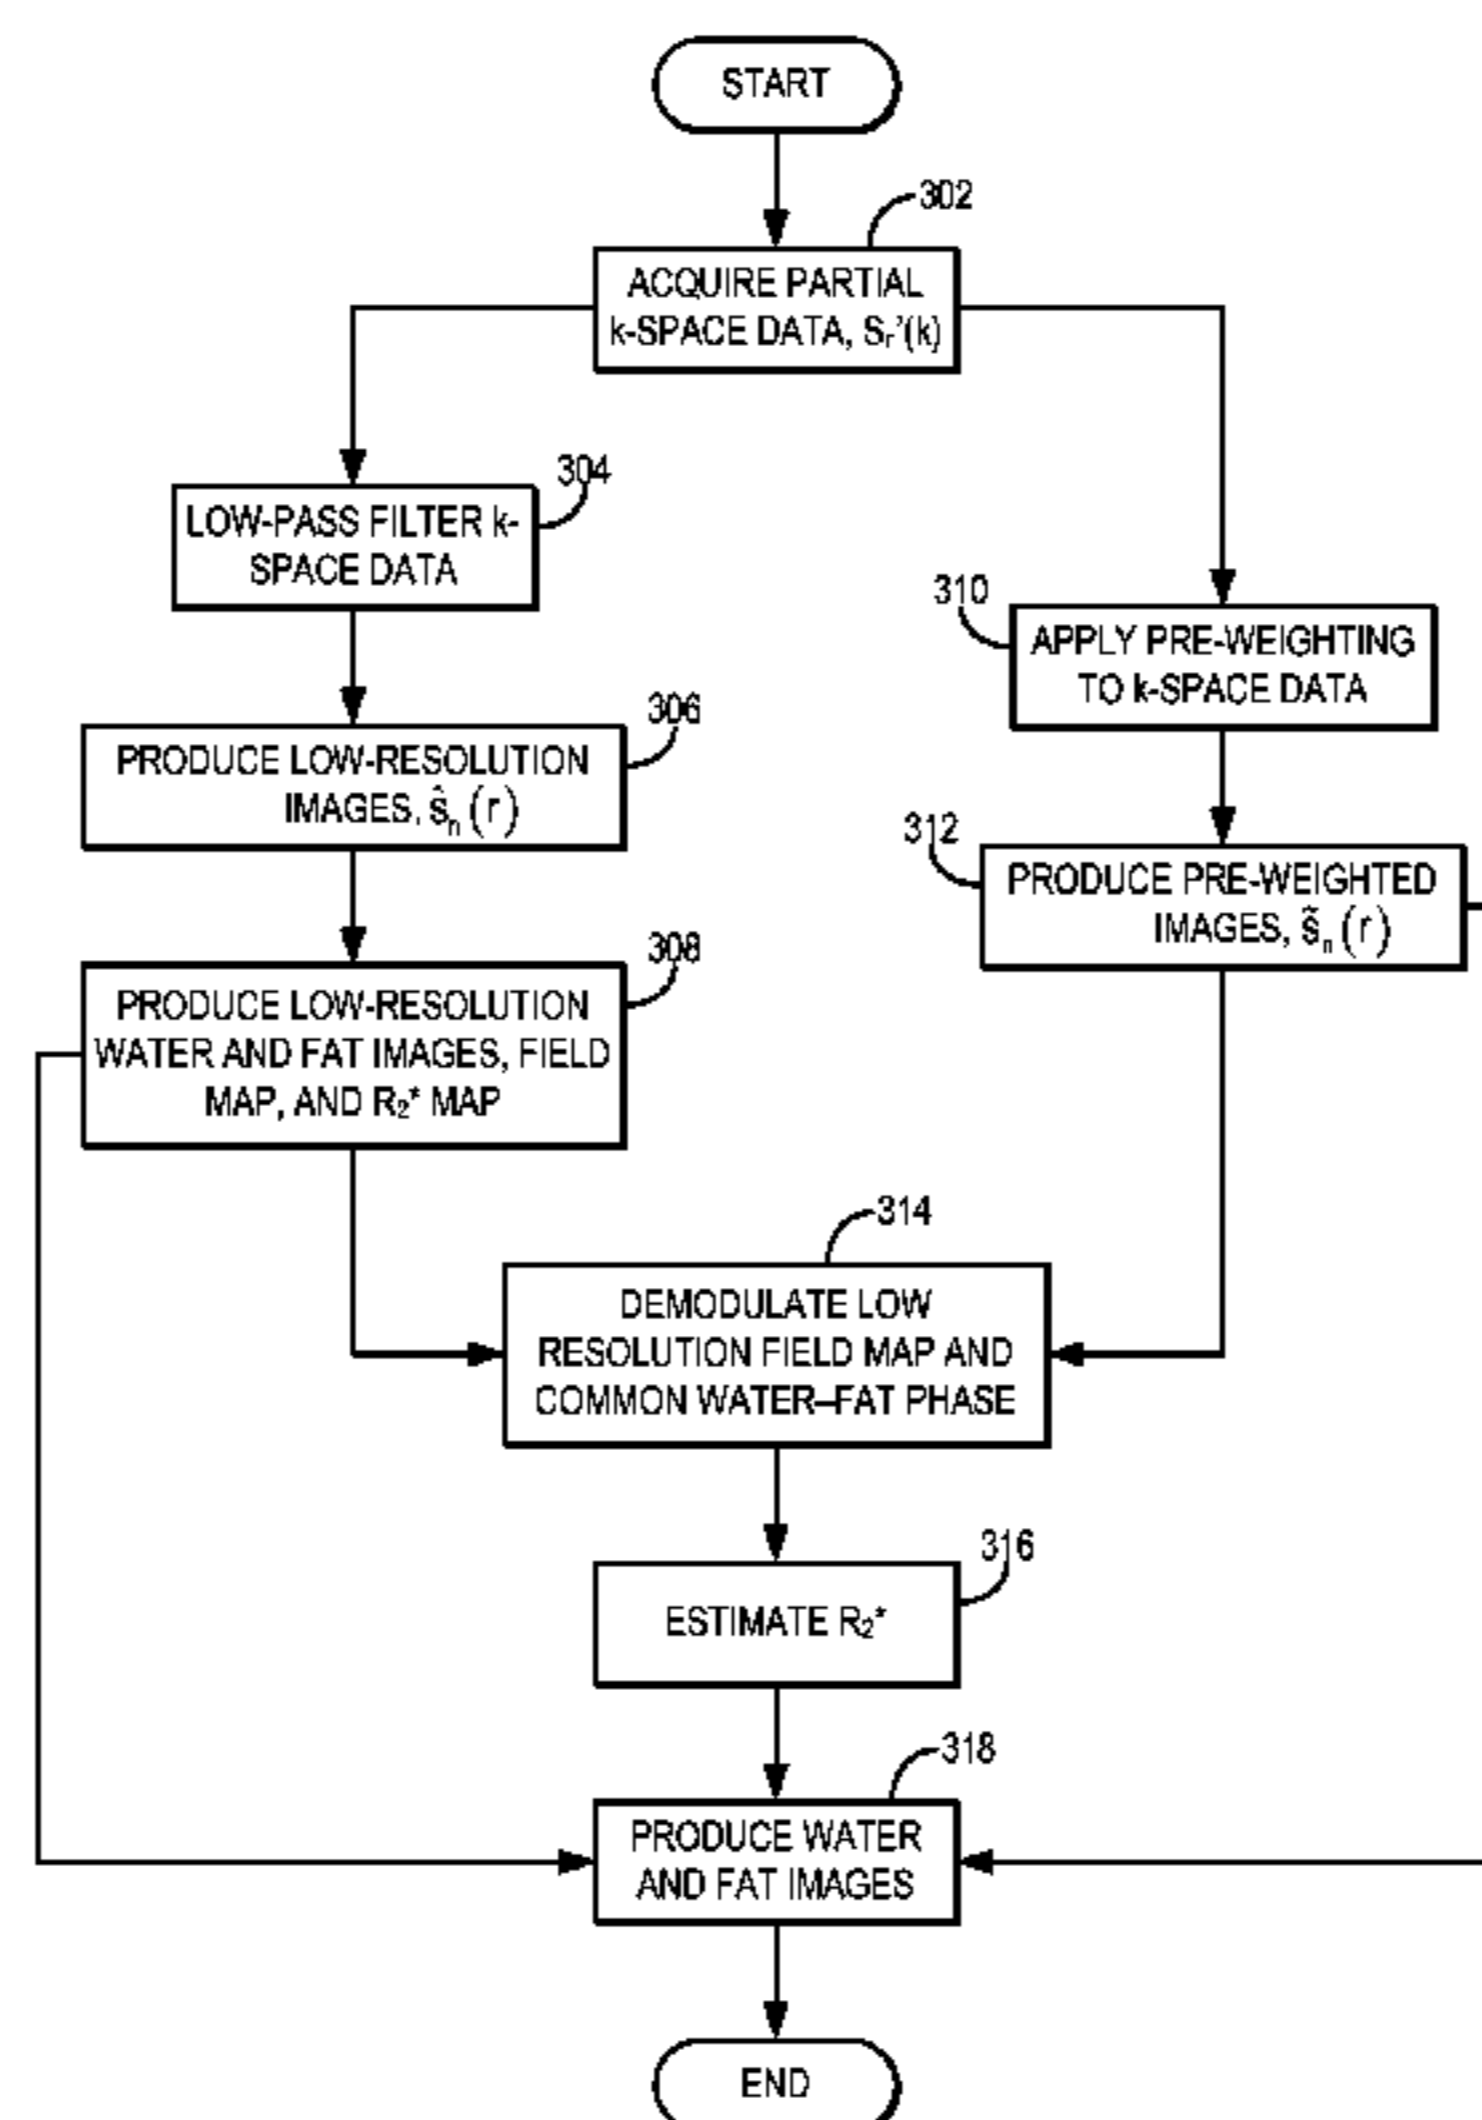 START
302
ACQUIRE PARTIAL
k-SPACE DATA, Sr'(k)
304
LOW-PASS FILTER k-
SPACE DATA
306
PRODUCE LOW-RESOLUTION
IMAGES, ŝn(r)
308
PRODUCE LOW-RESOLUTION
WATER AND FAT IMAGES, FIELD
MAP, AND R2* MAP
310
APPLY PRE-WEIGHTING
TO k-SPACE DATA
312
PRODUCE PRE-WEIGHTED
IMAGES, s̃n(r)
314
DEMODULATE LOW
RESOLUTION FIELD MAP AND
COMMON WATER–FAT PHASE
316
ESTIMATE R2*
318
PRODUCE WATER
AND FAT IMAGES
END